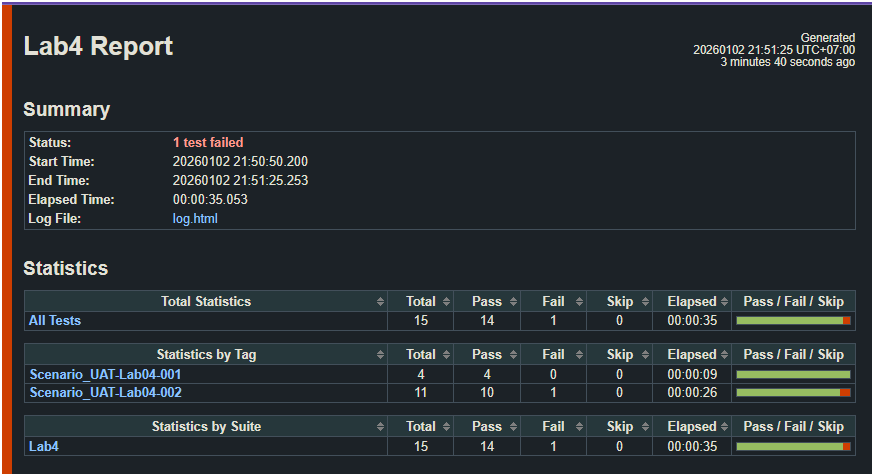 Lab4 Report
Generated
20260102 21:51:25 UTC+07:00
3 minutes 40 seconds ago
Summary
Status: 1 test failed
Start Time: 20260102 21:50:50.200
End Time: 20260102 21:51:25.253
Elapsed Time: 00:00:35.053
Log File: log.html
Statistics
Total Statistics Total Pass Fail Skip Elapsed Pass / Fail / Skip
All Tests 15 14 1 0 00:00:35
Statistics by Tag Total Pass Fail Skip Elapsed Pass / Fail / Skip
Scenario_UAT-Lab04-001 4 4 0 0 00:00:09
Scenario_UAT-Lab04-002 11 10 1 0 00:00:26
Statistics by Suite Total Pass Fail Skip Elapsed Pass / Fail / Skip
Lab4 15 14 1 0 00:00:35